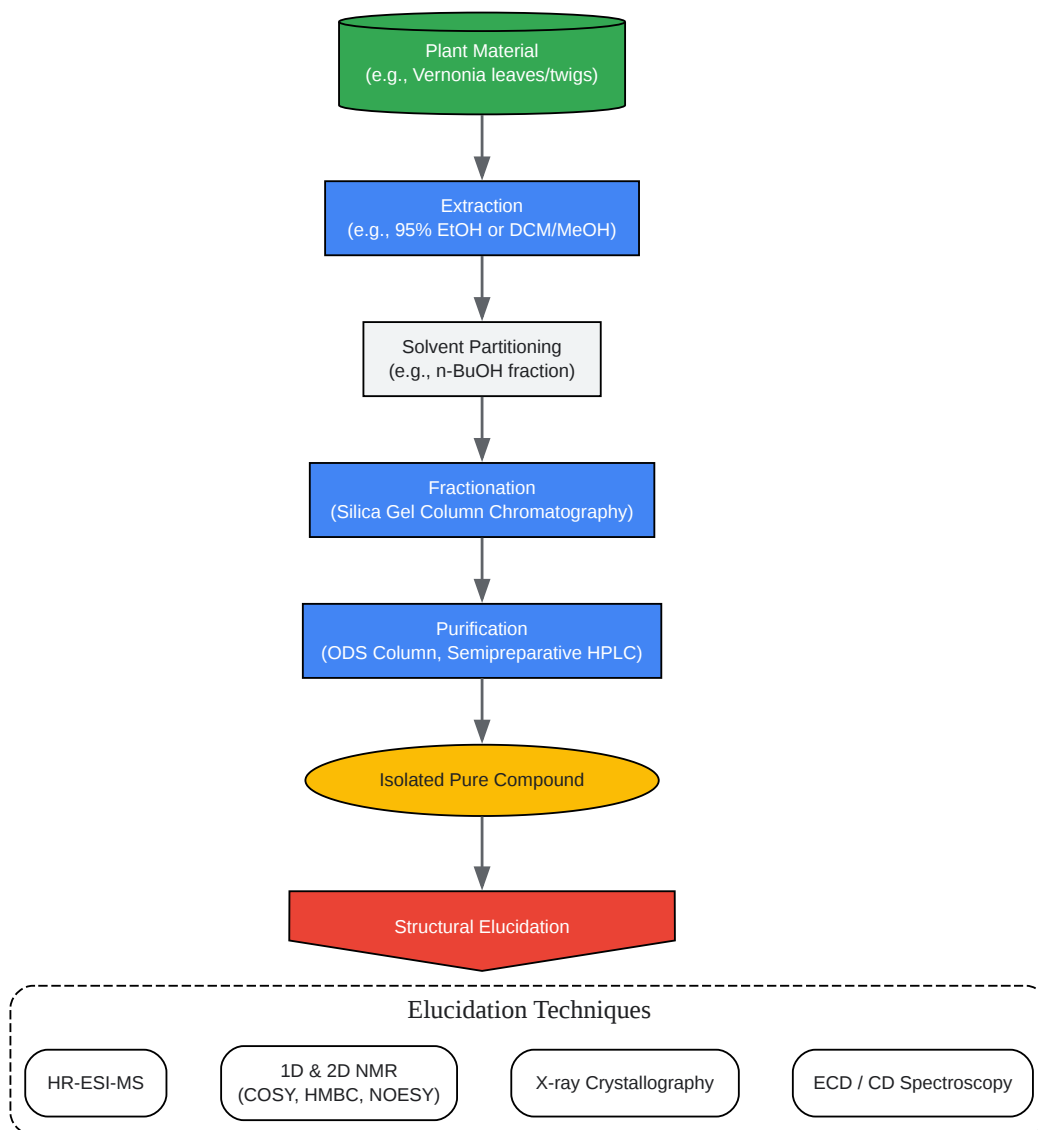 Plant Material
(e.g., Vernonia leaves/twigs)
Extraction
(e.g., 95% EtOH or DCM/MeOH)
Solvent Partitioning
(e.g., n-BuOH fraction)
Fractionation
(Silica Gel Column Chromatography)
Purification
(ODS Column, Semipreparative HPLC)
Isolated Pure Compound
Structural Elucidation
Elucidation Techniques
HR-ESI-MS
1D & 2D NMR
(COSY, HMBC, NOESY)
X-ray Crystallography
ECD / CD Spectroscopy